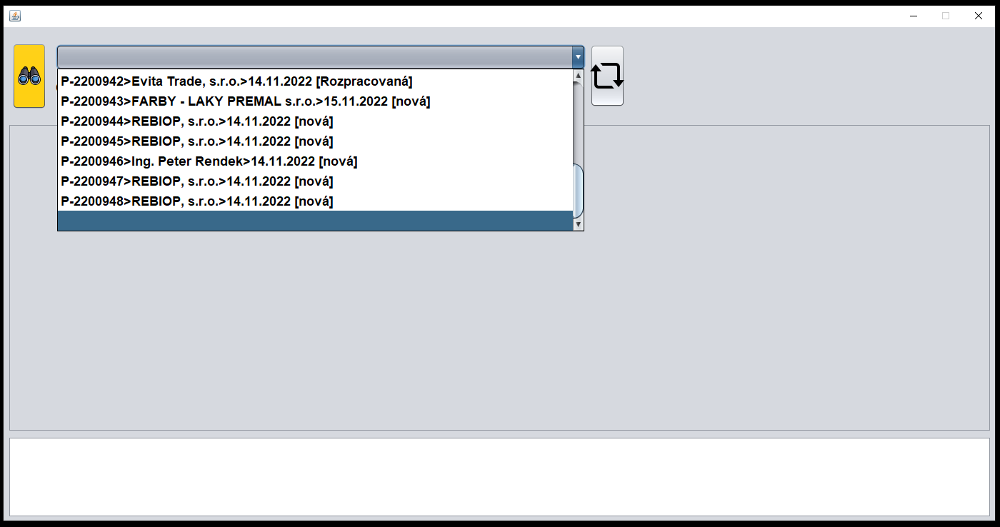 P-2200942>Evita Trade, s.r.o.>14.11.2022 [Rozpracovaná]
P-2200943>FARBY - LAKY PREMAL s.r.o.>15.11.2022 [nová]
P-2200944>REBIOP, s.r.o.>14.11.2022 [nová]
P-2200945>REBIOP, s.r.o.>14.11.2022 [nová]
P-2200946>Ing. Peter Rendek>14.11.2022 [nová]
P-2200947>REBIOP, s.r.o.>14.11.2022 [nová]
P-2200948>REBIOP, s.r.o.>14.11.2022 [nová]